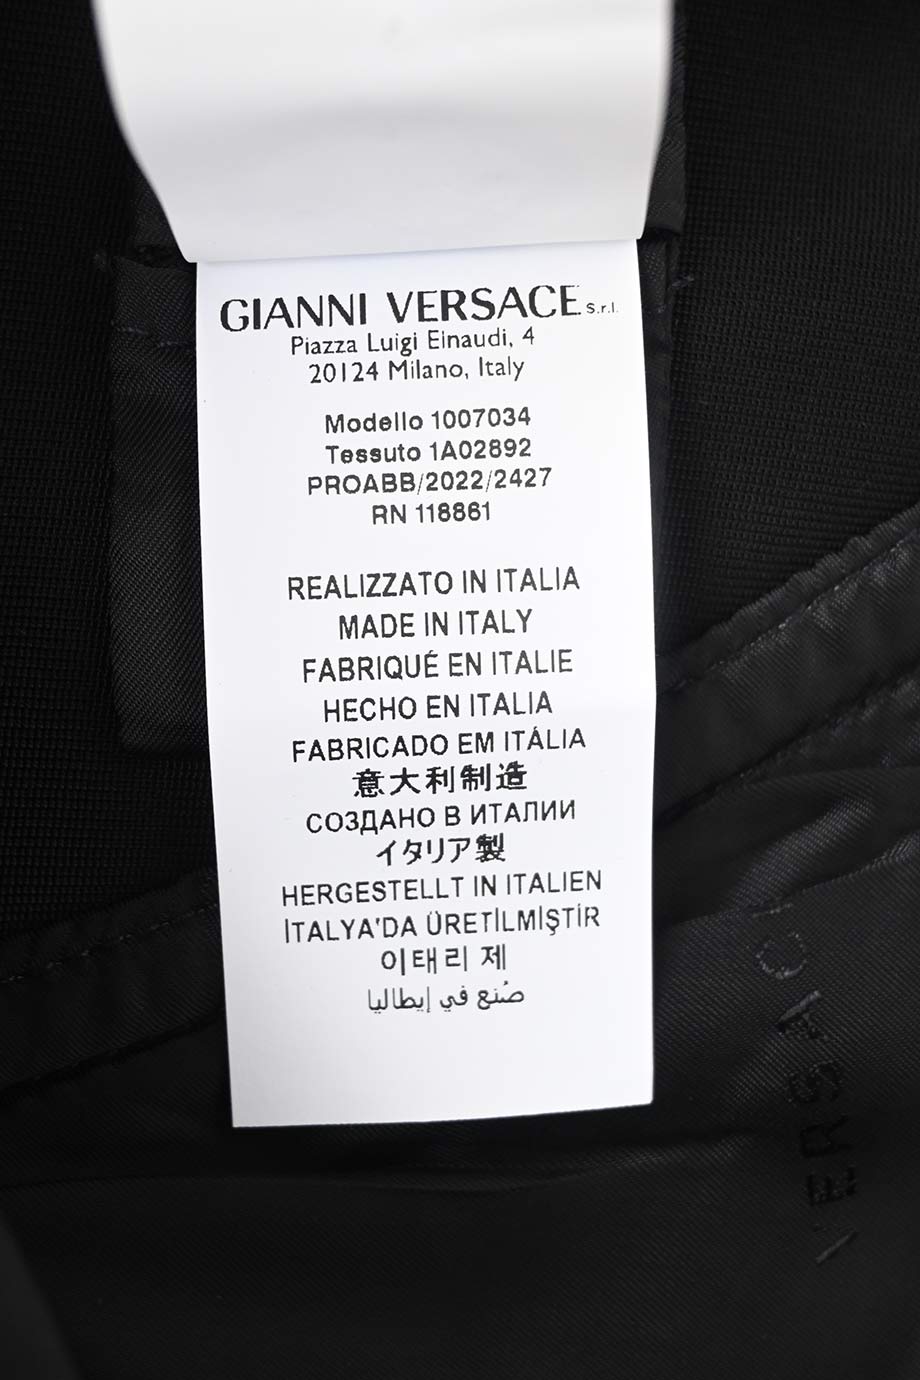 GIANNI VERSACE S.r.l.
Piazza Luigi Einaudi, 4
20124 Milano, Italy
Modello 1007034
Tessuto 1A02892
PROABB/2022/2427
RN 118861
REALIZZATO IN ITALIA
MADE IN ITALY
FABRIQUÉ EN ITALIE
HECHO EN ITALIA
FABRICADO EM ITÁLIA
意大利制造
СОЗДАНО В ИТАЛИИ
イタリア製
HERGESTELLT IN ITALIEN
İTALYA'DA ÜRETİLMİŞTİR
이태리 제
صُنع في إيطاليا